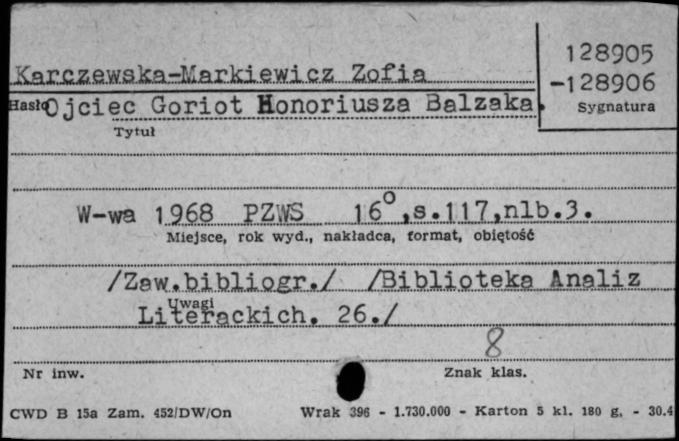 128905
Karczewska-Markiewicz Zofia
-128906
Hasło
Ojciec Goriot Honoriusza Balzaka.
Sygnatura
Tytuł
W-wa 1968 PZWS 16°,s.117,nlb.3.
Miejsce, rok wyd., nakładca, format, objętość
/Zaw.bibliogr./ /Biblioteka Analiz
Uwagi
Literackich. 26./
8
Nr inw.
Znak klas.
CWD B 15a Zam. 452/DW/On Wrak 396 - 1.730.000 - Karton 5 kl. 180 g. - 30.4